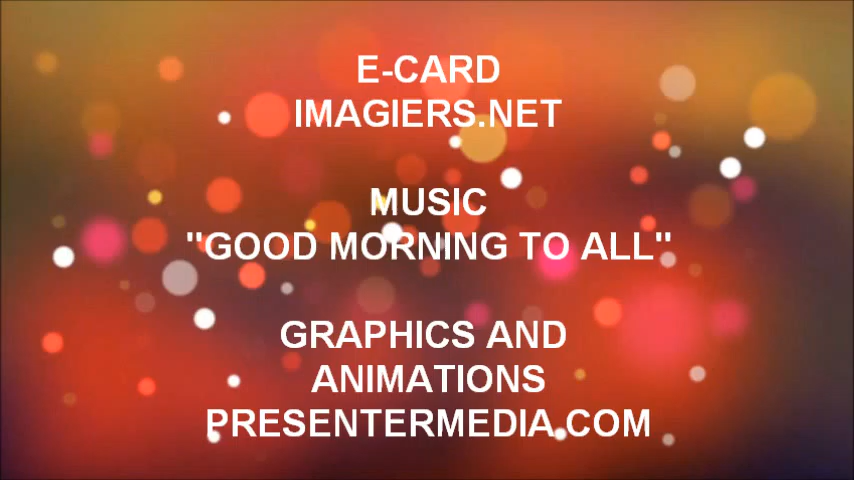 E-CARD
IMAGIERS.NET
MUSIC
"GOOD MORNING TO ALL"
GRAPHICS AND
ANIMATIONS
PRESENTERMEDIA.COM